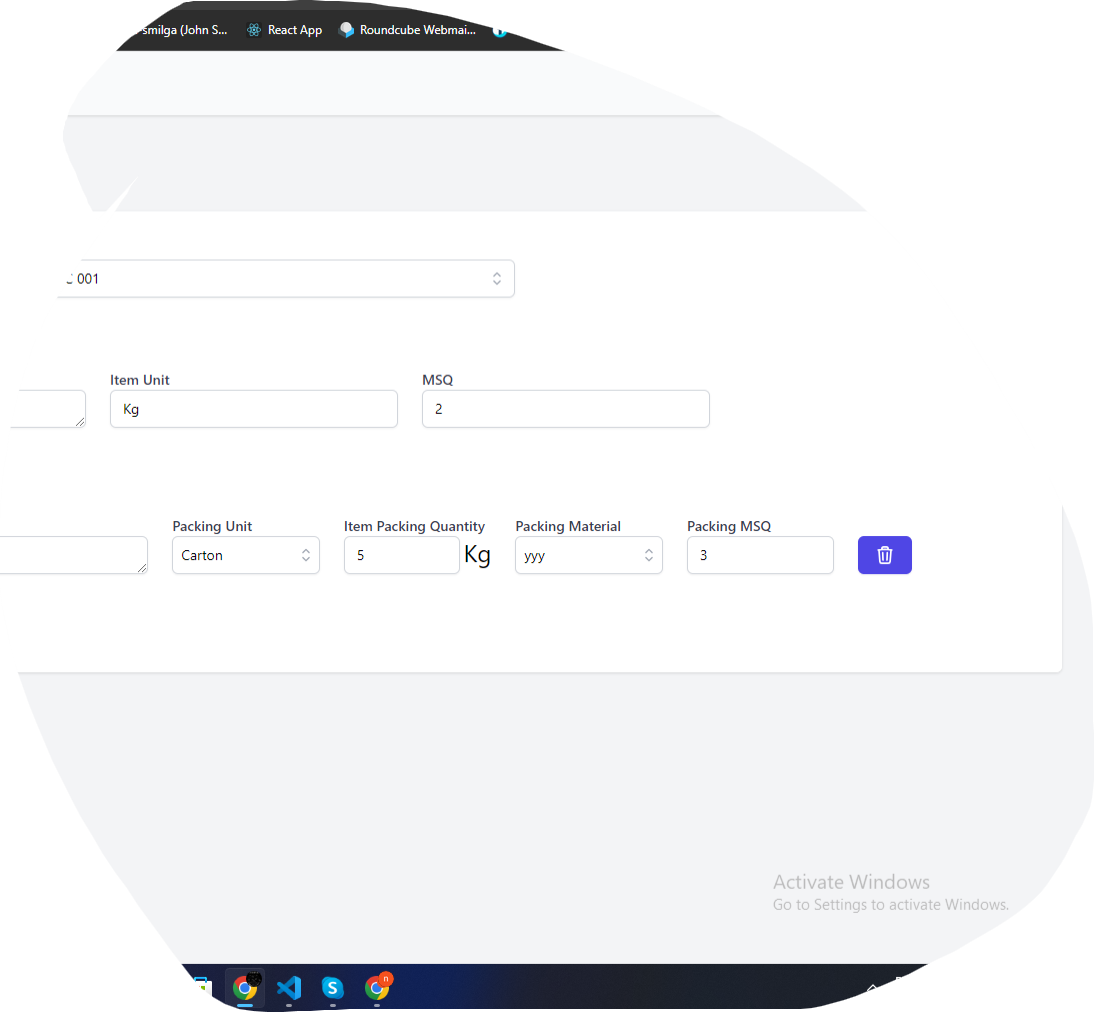 smilga (John S... React App Roundcube Webmai...
001
Item Unit MSQ
Kg 2
Packing Unit Item Packing Quantity Packing Material Packing MSQ
Carton 5 Kg yyy 3
Activate Windows
Go to Settings to activate Windows.
n